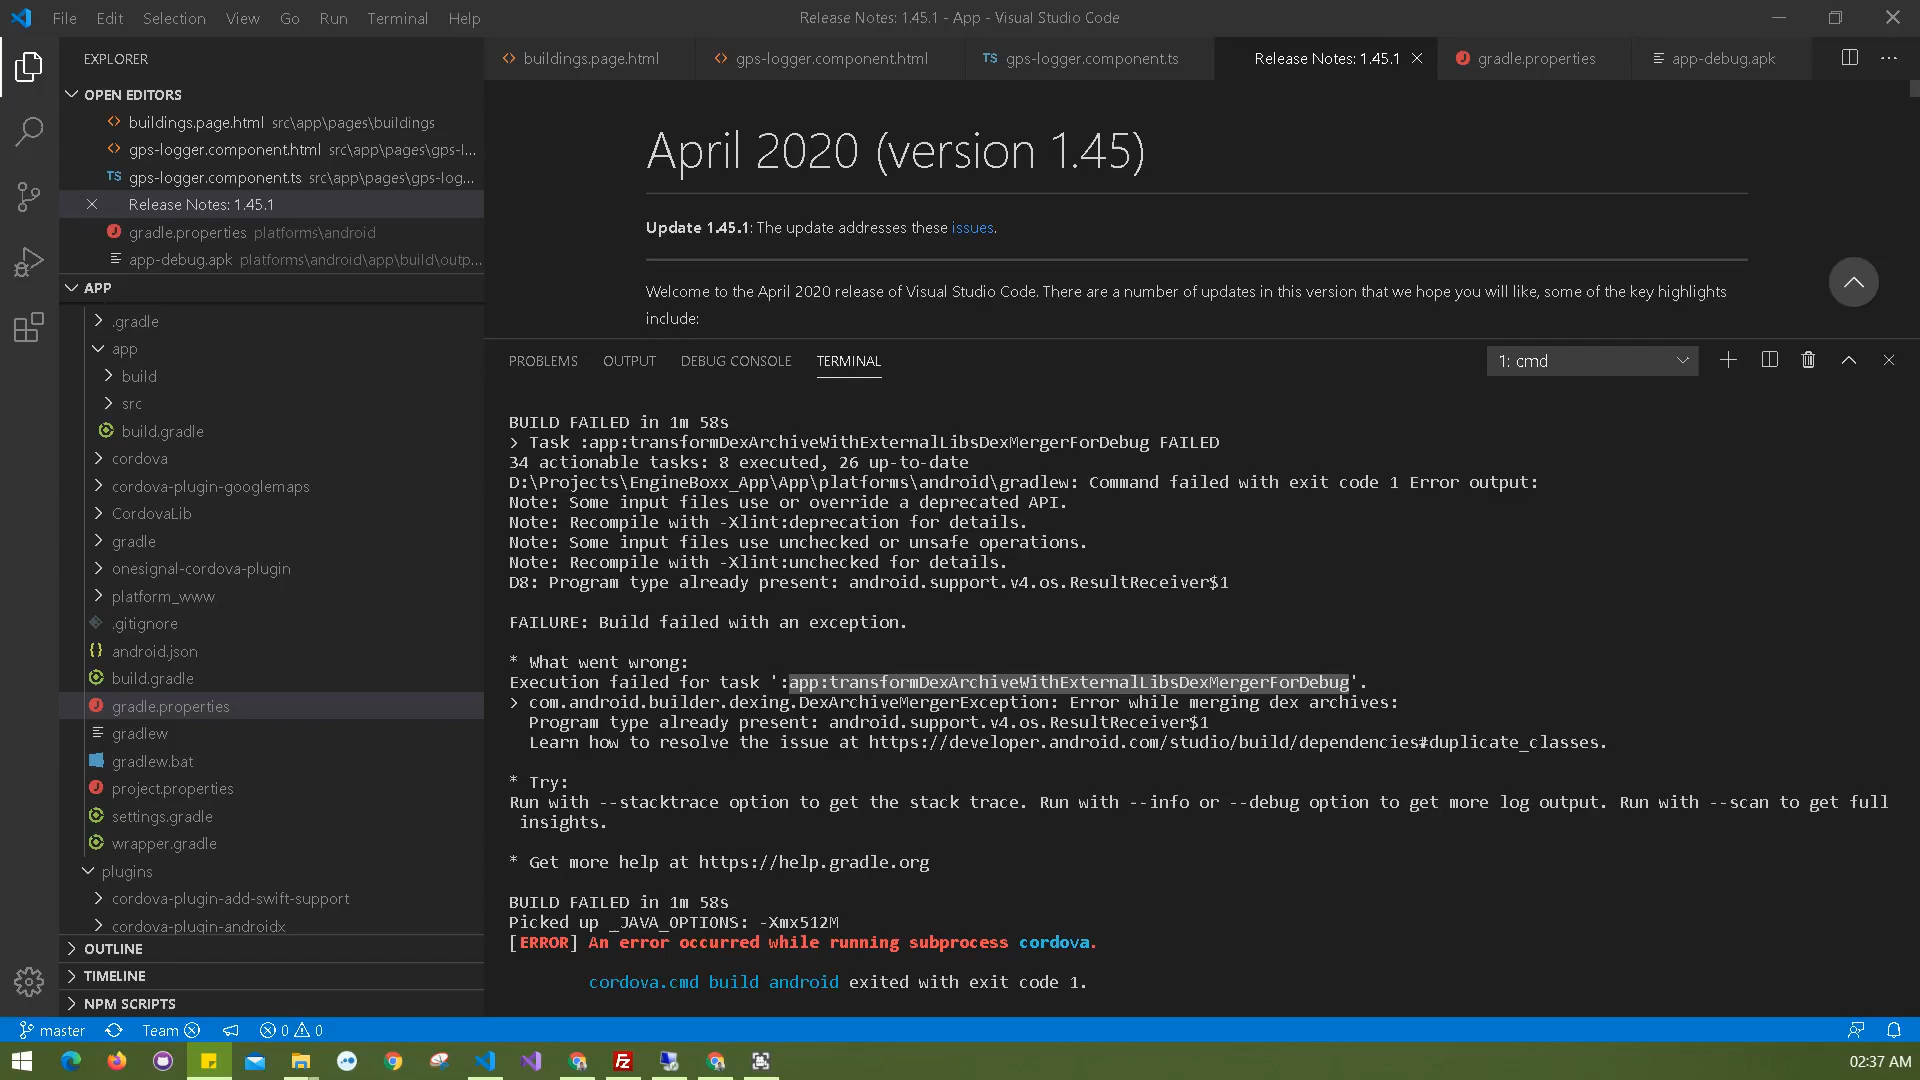 File Edit Selection View Go Run Terminal Help
Release Notes: 1.45.1 - App - Visual Studio Code
EXPLORER
OPEN EDITORS
buildings.page.html src\app\pages\buildings
gps-logger.component.html src\app\pages\gps-l...
TS gps-logger.component.ts src\app\pages\gps-log...
Release Notes: 1.45.1
gradle.properties platforms\android
app-debug.apk platforms\android\app\build\outp...
APP
.gradle
app
build
src
build.gradle
cordova
cordova-plugin-googlemaps
CordovaLib
gradle
onesignal-cordova-plugin
platform_www
.gitignore
android.json
build.gradle
gradle.properties
gradlew
gradlew.bat
project.properties
settings.gradle
wrapper.gradle
plugins
cordova-plugin-add-swift-support
cordova-plugin-androidx
OUTLINE
TIMELINE
NPM SCRIPTS
buildings.page.html
gps-logger.component.html
TS gps-logger.component.ts
Release Notes: 1.45.1
gradle.properties
app-debug.apk
April 2020 (version 1.45)
Update 1.45.1: The update addresses these issues.
Welcome to the April 2020 release of Visual Studio Code. There are a number of updates in this version that we hope you will like, some of the key highlights
include:
PROBLEMS OUTPUT DEBUG CONSOLE TERMINAL
1: cmd
BUILD FAILED in 1m 58s
> Task :app:transformDexArchiveWithExternalLibsDexMergerForDebug FAILED
34 actionable tasks: 8 executed, 26 up-to-date
D:\Projects\EngineBoxx_App\App\platforms\android\gradlew: Command failed with exit code 1 Error output:
Note: Some input files use or override a deprecated API.
Note: Recompile with -Xlint:deprecation for details.
Note: Some input files use unchecked or unsafe operations.
Note: Recompile with -Xlint:unchecked for details.
D8: Program type already present: android.support.v4.os.ResultReceiver$1
FAILURE: Build failed with an exception.
* What went wrong:
Execution failed for task ':app:transformDexArchiveWithExternalLibsDexMergerForDebug'.
> com.android.builder.dexing.DexArchiveMergerException: Error while merging dex archives:
Program type already present: android.support.v4.os.ResultReceiver$1
Learn how to resolve the issue at https://developer.android.com/studio/build/dependencies#duplicate_classes.
* Try:
Run with --stacktrace option to get the stack trace. Run with --info or --debug option to get more log output. Run with --scan to get full
insights.
* Get more help at https://help.gradle.org
BUILD FAILED in 1m 58s
Picked up _JAVA_OPTIONS: -Xmx512M
[ERROR] An error occurred while running subprocess cordova.
cordova.cmd build android exited with exit code 1.
master Team 0 0
02:37 AM